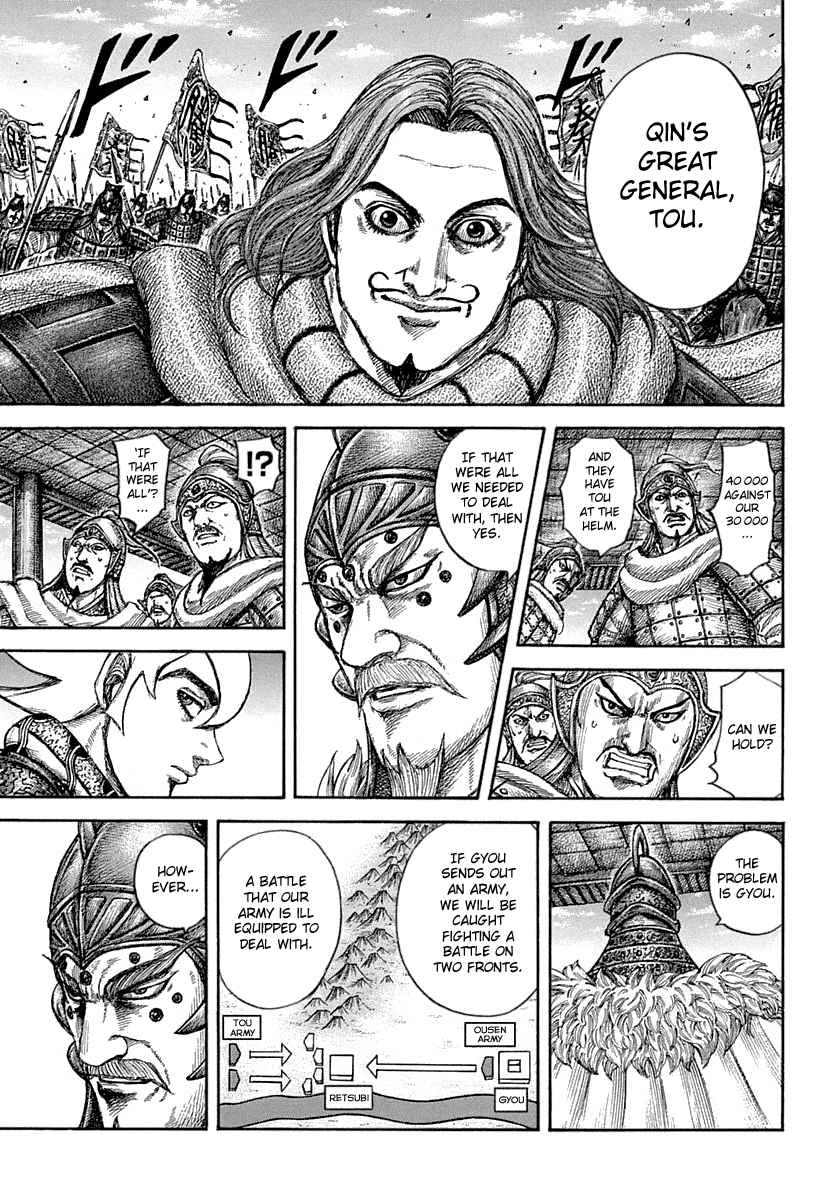 ドドド
QIN'S
GREAT
GENERAL,
TOU.
40 000
AGAINST
OUR
30 000
...
AND
THEY
HAVE
TOU
AT THE
HELM.
CAN WE
HOLD?
IF THAT
WERE ALL
WE NEEDED
TO DEAL
WITH, THEN
YES.
!?
'IF
THAT
WERE
ALL'?
...
THE
PROBLEM
IS GYOU.
IF GYOU
SENDS OUT
AN ARMY,
WE WILL BE
CAUGHT
FIGHTING A
BATTLE ON
TWO FRONTS.
A BATTLE
THAT OUR
ARMY IS ILL
EQUIPPED TO
DEAL WITH.
TOU
ARMY
OUSEN
ARMY
RETSUBI
GYOU
HOW-
EVER...